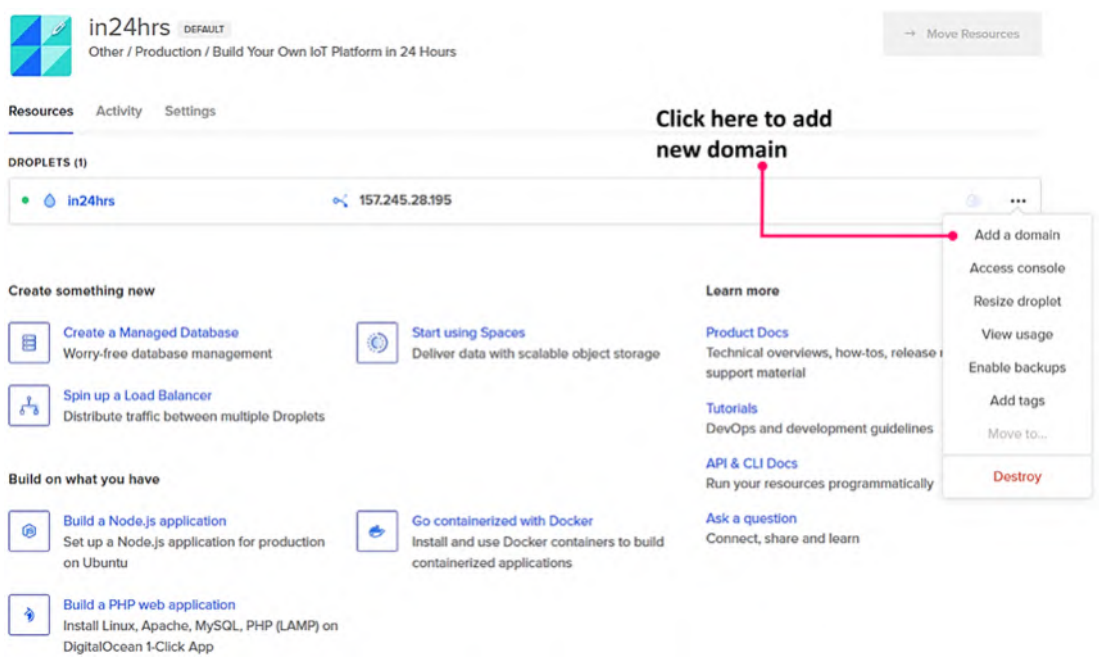 in24hrs DEFAULT
Other / Production / Build Your Own IoT Platform in 24 Hours
→ Move Resources
Resources Activity Settings
Click here to add
new domain
DROPLETS (1)
in24hrs 157.245.28.195
Add a domain
Access console
Resize droplet
View usage
Enable backups
Add tags
Move to...
Destroy
Create something new
Create a Managed Database
Worry-free database management
Start using Spaces
Deliver data with scalable object storage
Spin up a Load Balancer
Distribute traffic between multiple Droplets
Learn more
Product Docs
Technical overviews, how-tos, release
support material
Tutorials
DevOps and development guidelines
API & CLI Docs
Run your resources programmatically
Ask a question
Connect, share and learn
Build on what you have
Build a Node.js application
Set up a Node.js application for production
on Ubuntu
Go containerized with Docker
Install and use Docker containers to build
containerized applications
Build a PHP web application
Install Linux, Apache, MySQL, PHP (LAMP) on
DigitalOcean 1-Click App